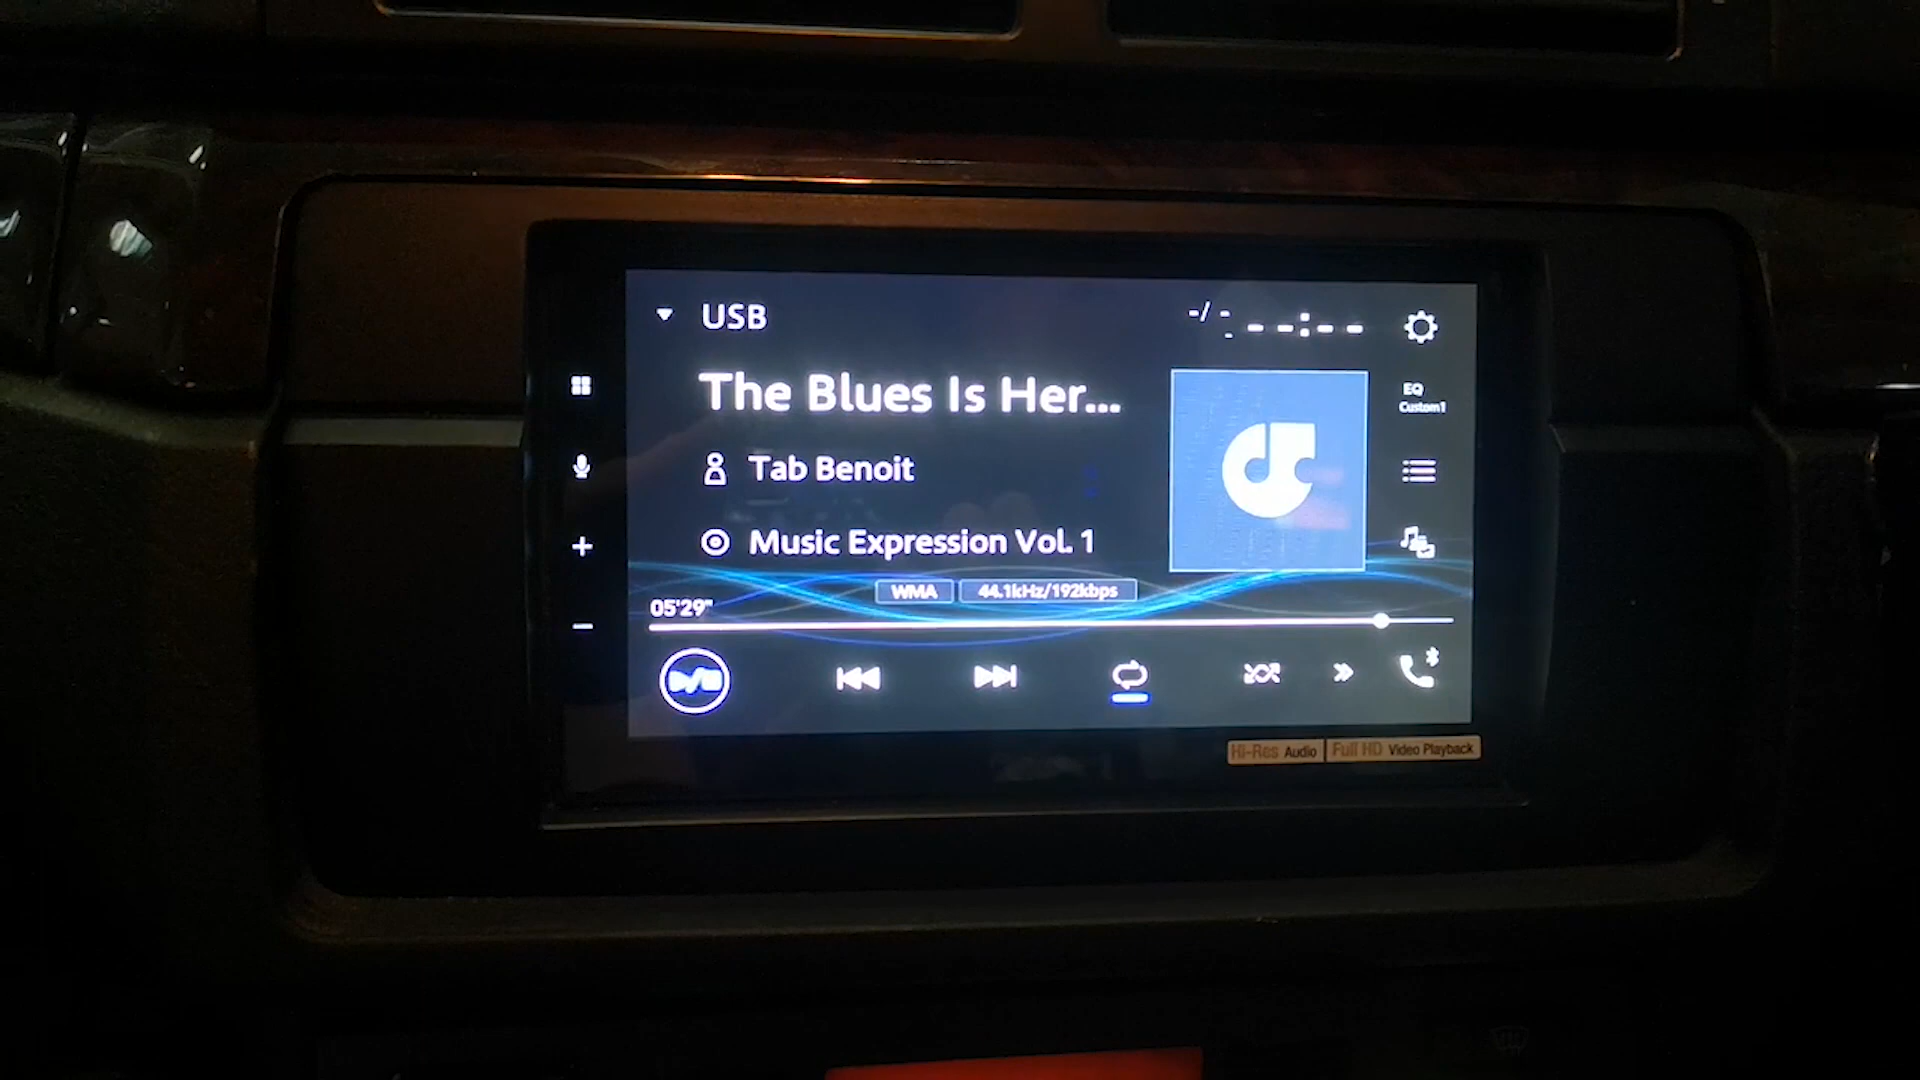 USB
-/- --:--
The Blues Is Her...
EQ
Custom1
Tab Benoit
Music Expression Vol. 1
WMA 44.1kHz/192kbps
05'29"
Hi-Res Audio Full HD Video Playback